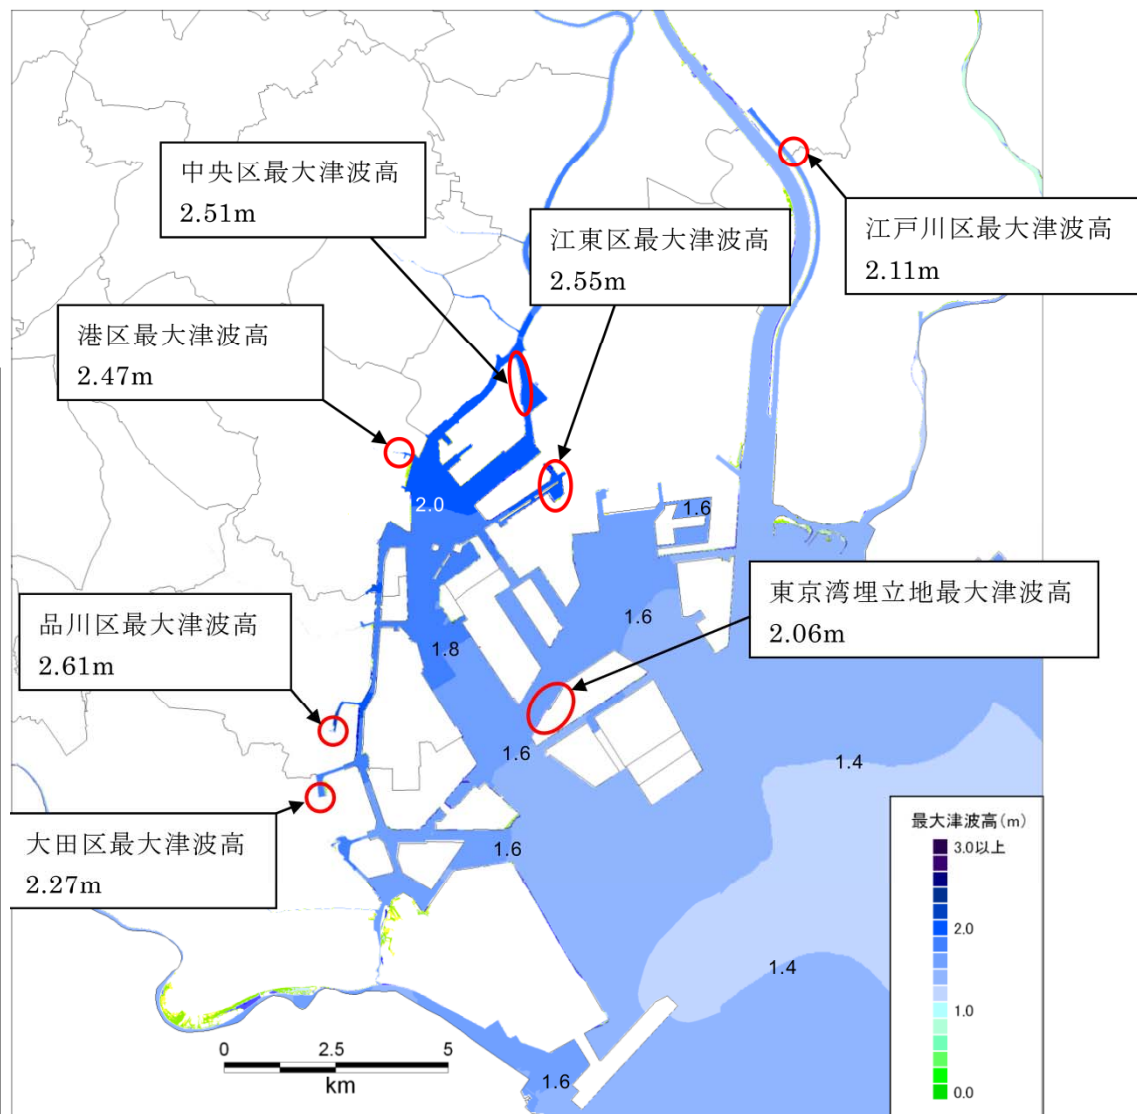 中央区最大津波高
2.51m
江東区最大津波高
2.55m
江戸川区最大津波高
2.11m
港区最大津波高
2.47m
2.0
1.6
東京湾埋立地最大津波高
2.06m
1.6
品川区最大津波高
2.61m
1.8
1.6
1.4
大田区最大津波高
2.27m
1.6
1.4
1.6
最大津波高(m)
3.0以上
2.0
1.0
0.0
0 2.5 5
km